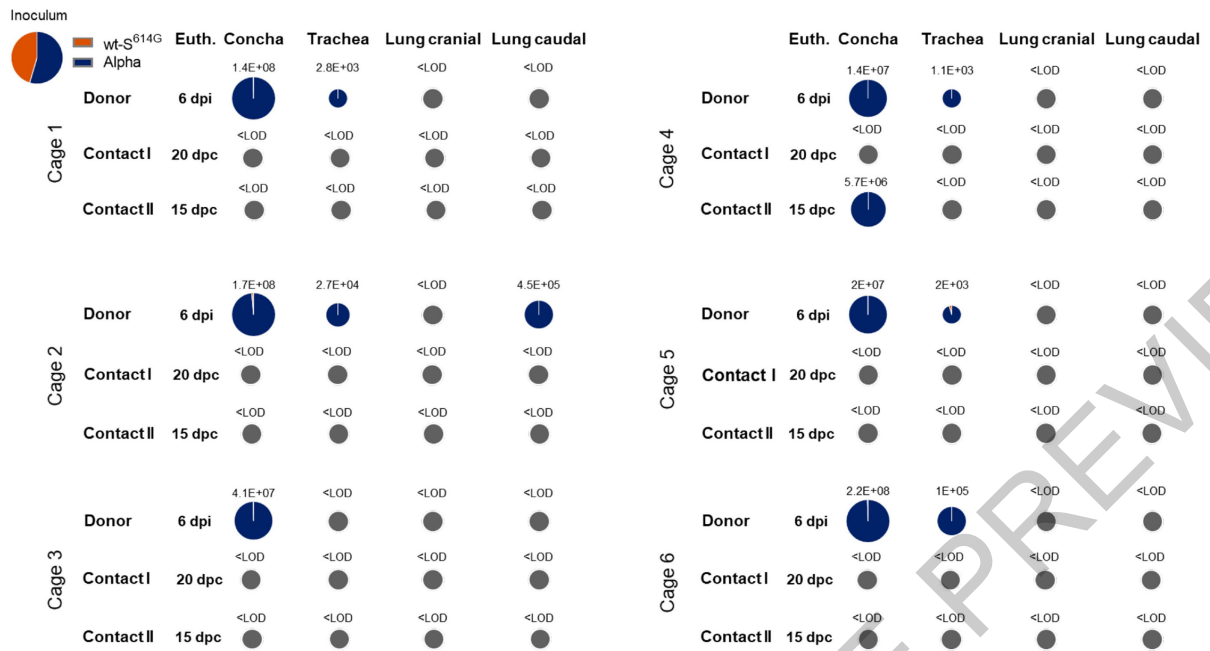 Inoculum
wt-S614G
Alpha
Euth. Concha Trachea Lung cranial Lung caudal
1.4E+08 2.8E+03 <LOD <LOD
Donor 6 dpi
<LOD <LOD <LOD <LOD
Contact I 20 dpc
<LOD <LOD <LOD <LOD
Contact II 15 dpc
Cage 1
1.7E+08 2.7E+04 <LOD 4.5E+05
Donor 6 dpi
<LOD <LOD <LOD <LOD
Contact I 20 dpc
<LOD <LOD <LOD <LOD
Contact II 15 dpc
Cage 2
4.1E+07 <LOD <LOD <LOD
Donor 6 dpi
<LOD <LOD <LOD <LOD
Contact I 20 dpc
<LOD <LOD <LOD <LOD
Contact II 15 dpc
Cage 3
Euth. Concha Trachea Lung cranial Lung caudal
1.4E+07 1.1E+03 <LOD <LOD
Donor 6 dpi
<LOD <LOD <LOD <LOD
Contact I 20 dpc
5.7E+06 <LOD <LOD <LOD
Contact II 15 dpc
Cage 4
2E+07 2E+03 <LOD <LOD
Donor 6 dpi
<LOD <LOD <LOD <LOD
Contact I 20 dpc
<LOD <LOD <LOD <LOD
Contact II 15 dpc
Cage 5
2.2E+08 1E+05 <LOD <LOD
Donor 6 dpi
<LOD <LOD <LOD <LOD
Contact I 20 dpc
<LOD <LOD <LOD <LOD
Contact II 15 dpc
Cage 6